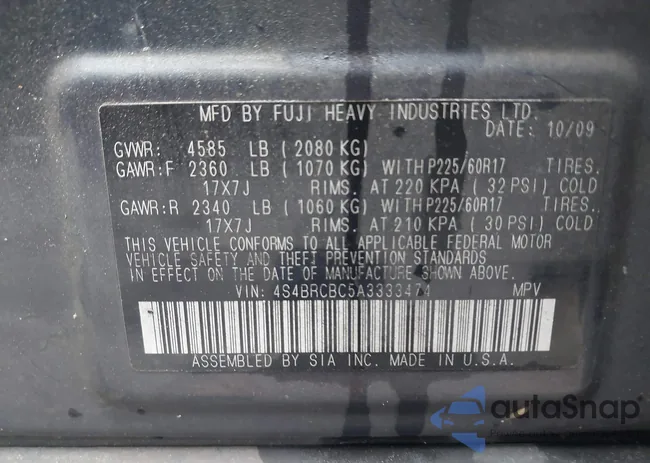 MFD BY FUJI HEAVY INDUSTRIES LTD.
DATE: 10/09
GVWR: 4585 LB (2080 KG)
GAWR:F 2360 LB (1070 KG) WITH P225/60R17 TIRES.
17X7J RIMS. AT 220 KPA (32 PSI) COLD
GAWR:R 2340 LB (1060 KG) WITH P225/60R17 TIRES.
17X7J RIMS. AT 210 KPA (30 PSI) COLD
THIS VEHICLE CONFORMS TO ALL APPLICABLE FEDERAL MOTOR
VEHICLE SAFETY AND THEFT PREVENTION STANDARDS
IN EFFECT ON THE DATE OF MANUFACTURE SHOWN ABOVE.
VIN: 4S4BRCBC5A3333474 MPV
ASSEMBLED BY SIA INC. MADE IN U.S.A.
autoSnap